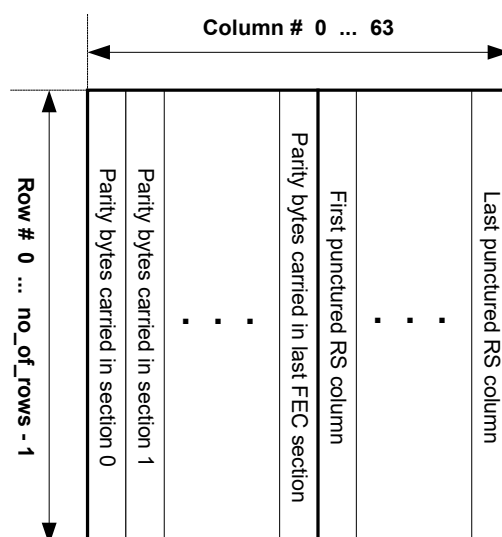 Column # 0 ... 63
Row # 0 ... no_of_rows - 1
Parity bytes carried in section 0
Parity bytes carried in section 1
. . .
Parity bytes carried in last FEC section
First punctured RS column
. . .
Last punctured RS column